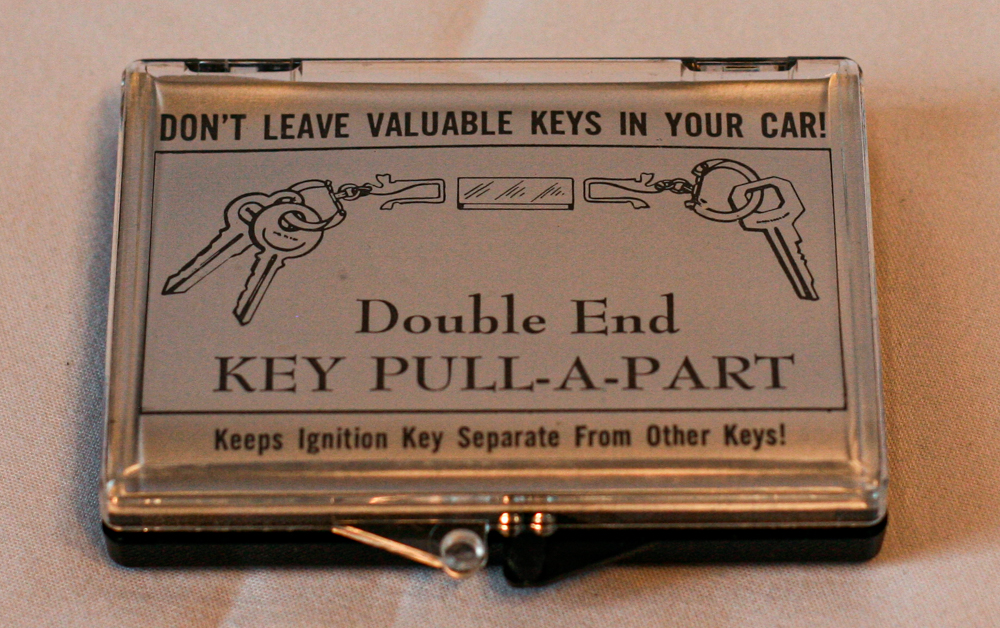 DON'T LEAVE VALUABLE KEYS IN YOUR CAR!
Double End
KEY PULL-A-PART
Keeps Ignition Key Separate From Other Keys!